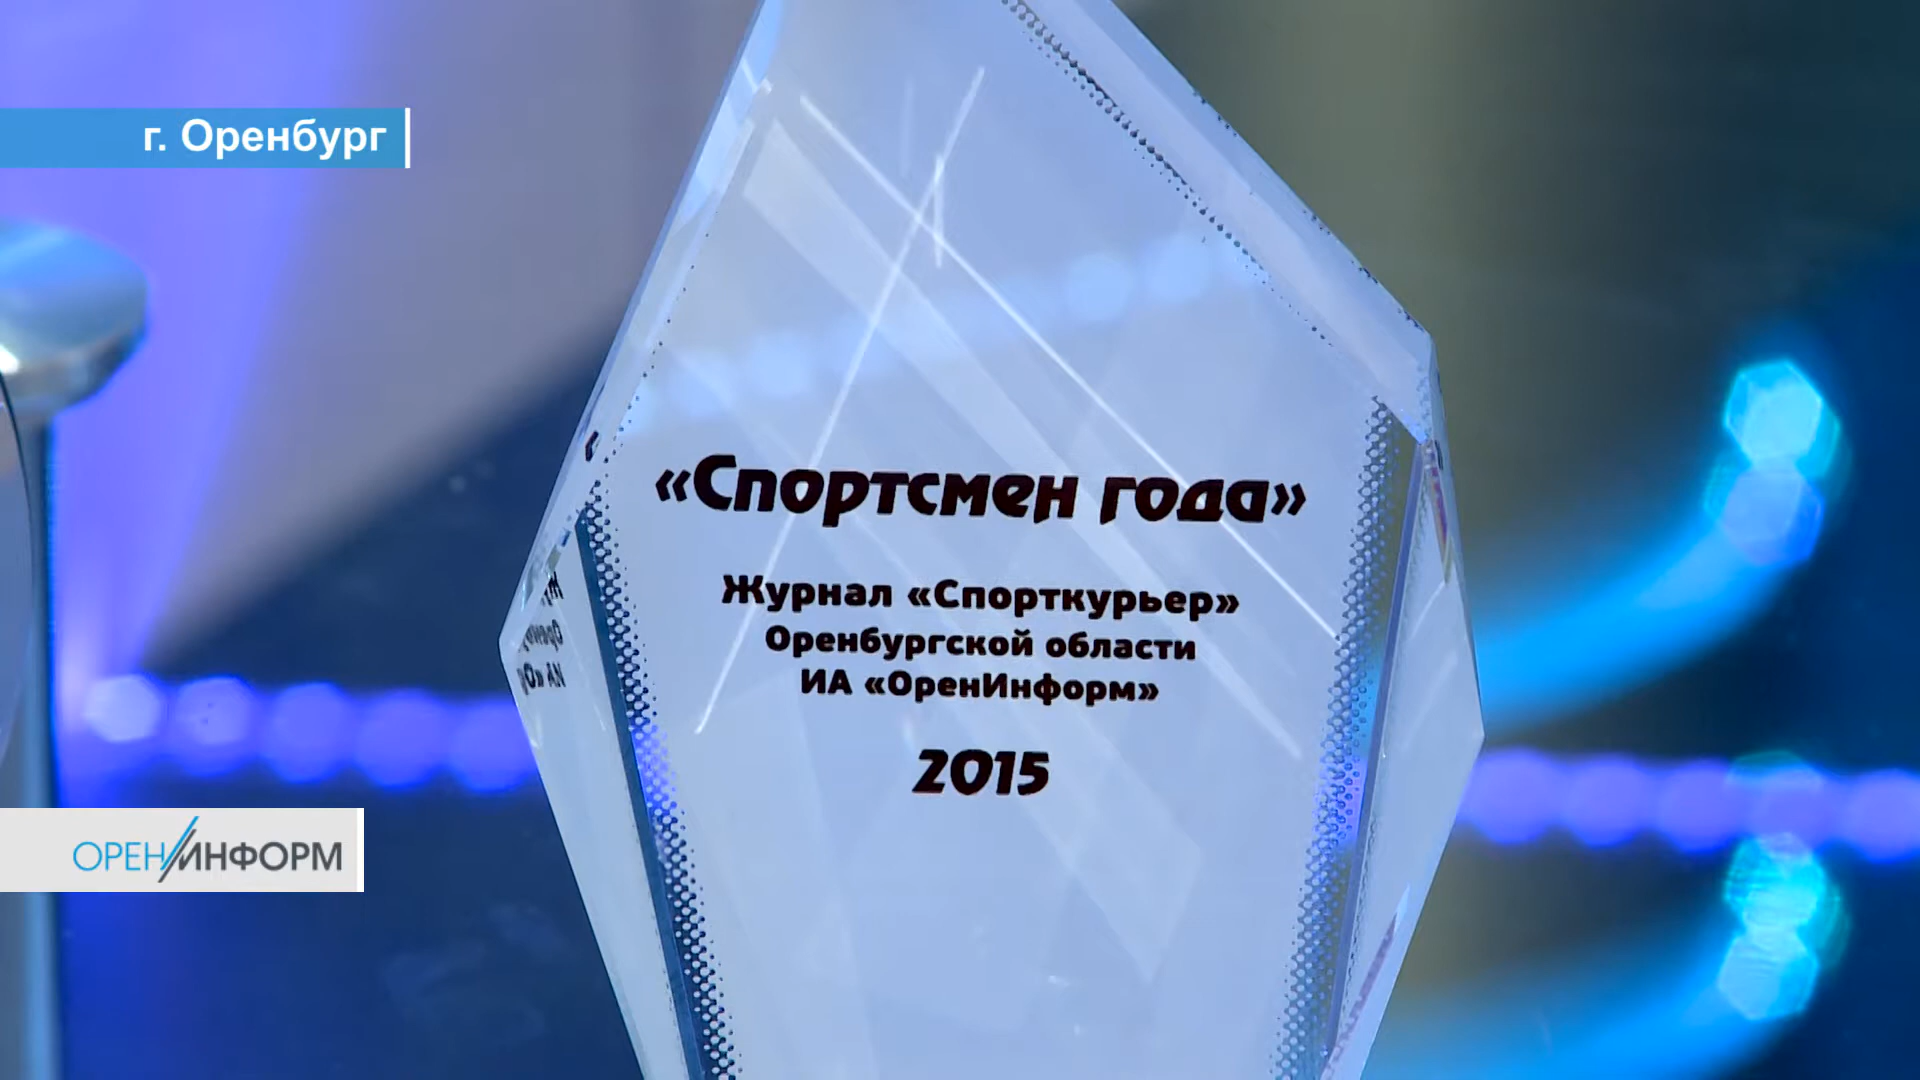 г. Оренбург
«Спортсмен года»
Журнал «Спорткурьер»
Оренбургской области
ИА «ОренИнформ»
2015
ОРЕНИНФОРМ